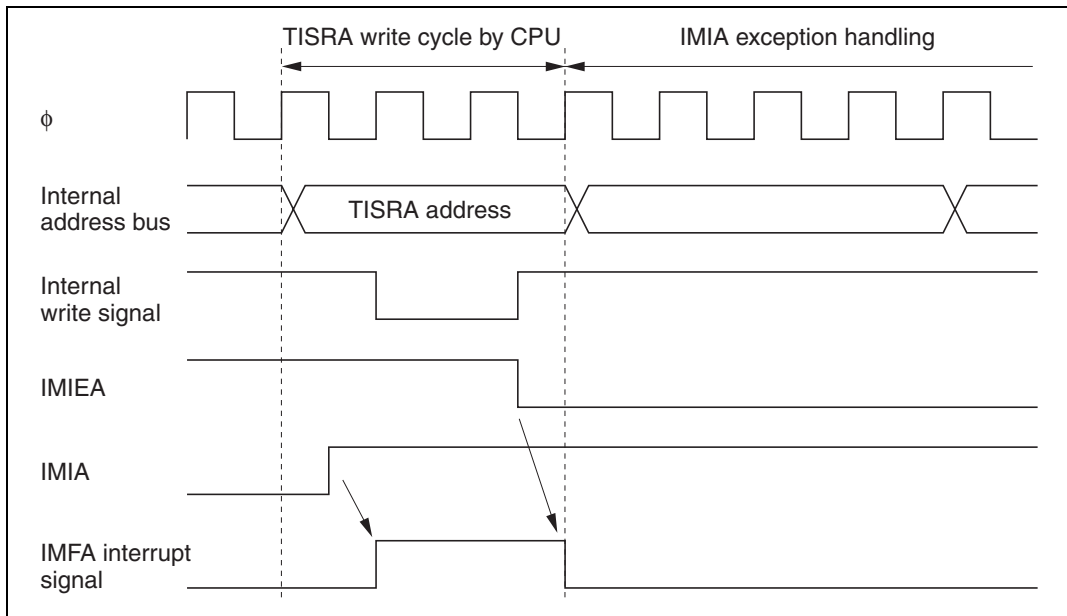 TISRA write cycle by CPU
IMIA exception handling
ϕ
Internal
address bus
TISRA address
Internal
write signal
IMIEA
IMIA
IMFA interrupt
signal